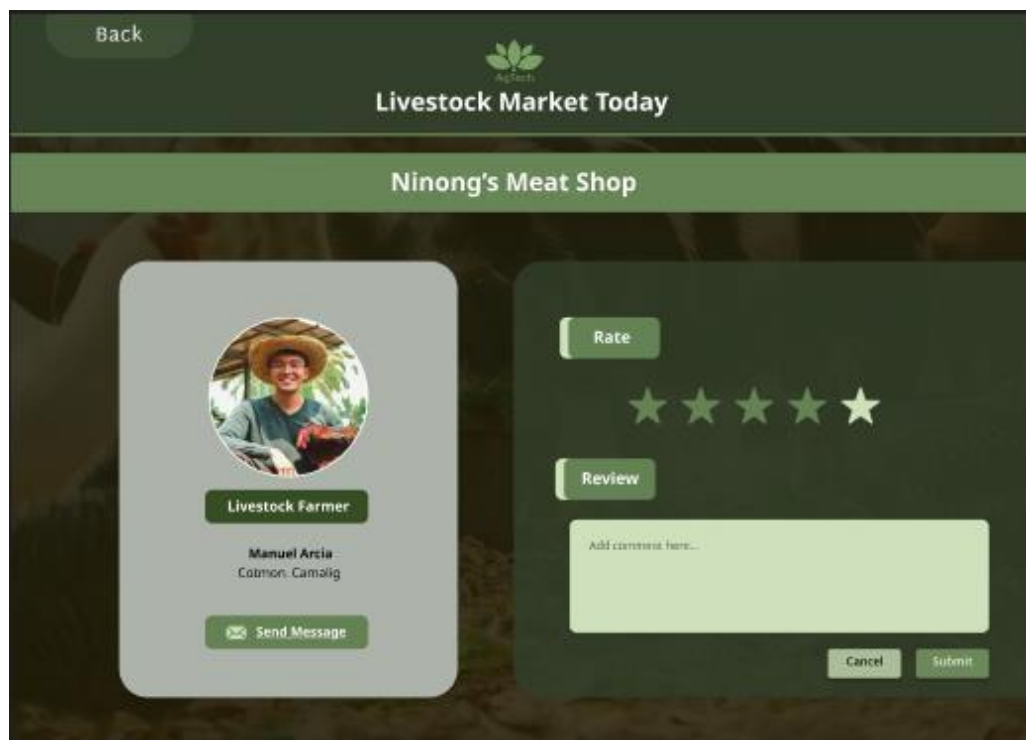 Back
AgTech
Livestock Market Today
Ninong's Meat Shop
Livestock Farmer
Manuel Arcia
Cotmon, Camalig
Send Message
Rate
Review
Add comment here...
Cancel
Submit